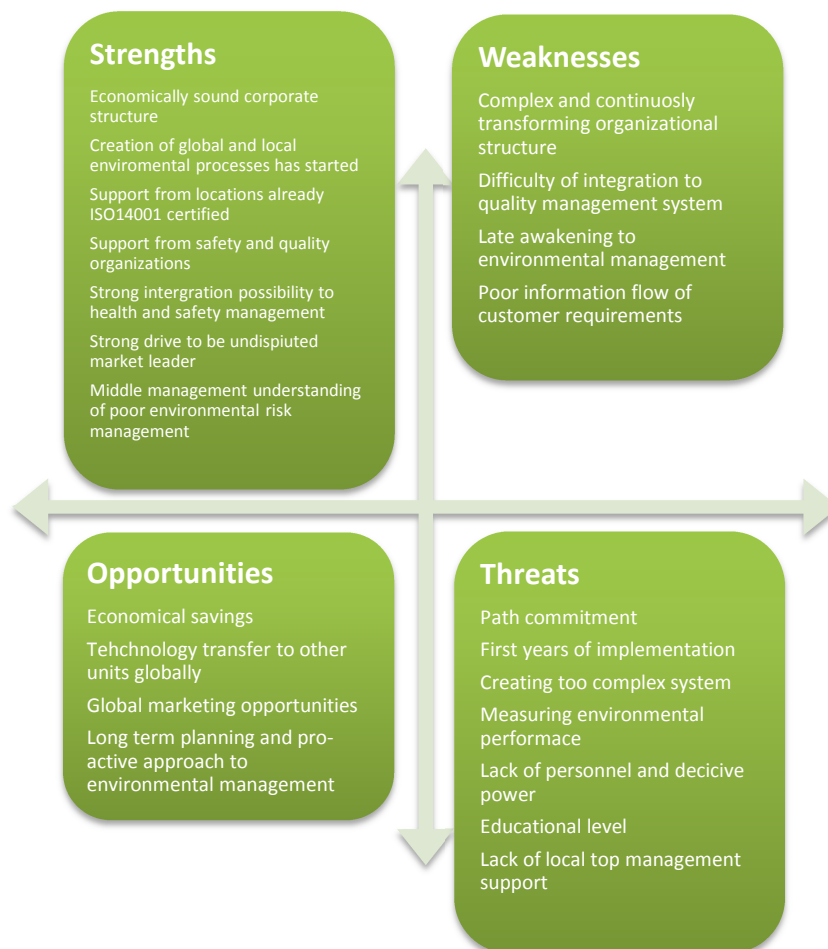 Strengths
Economically sound corporate
structure
Creation of global and local
enviromental processes has started
Support from locations already
ISO14001 certified
Support from safety and quality
organizations
Strong intergration possibility to
health and safety management
Strong drive to be undispiuted
market leader
Middle management understanding
of poor environmental risk
management
Weaknesses
Complex and continuosly
transforming organizational
structure
Difficulty of integration to
quality management system
Late awakening to
environmental management
Poor information flow of
customer requirements
Opportunities
Economical savings
Tehchnology transfer to other
units globally
Global marketing opportunities
Long term planning and pro-
active approach to
environmental management
Threats
Path commitment
First years of implementation
Creating too complex system
Measuring environmental
performace
Lack of personnel and decicive
power
Educational level
Lack of local top management
support